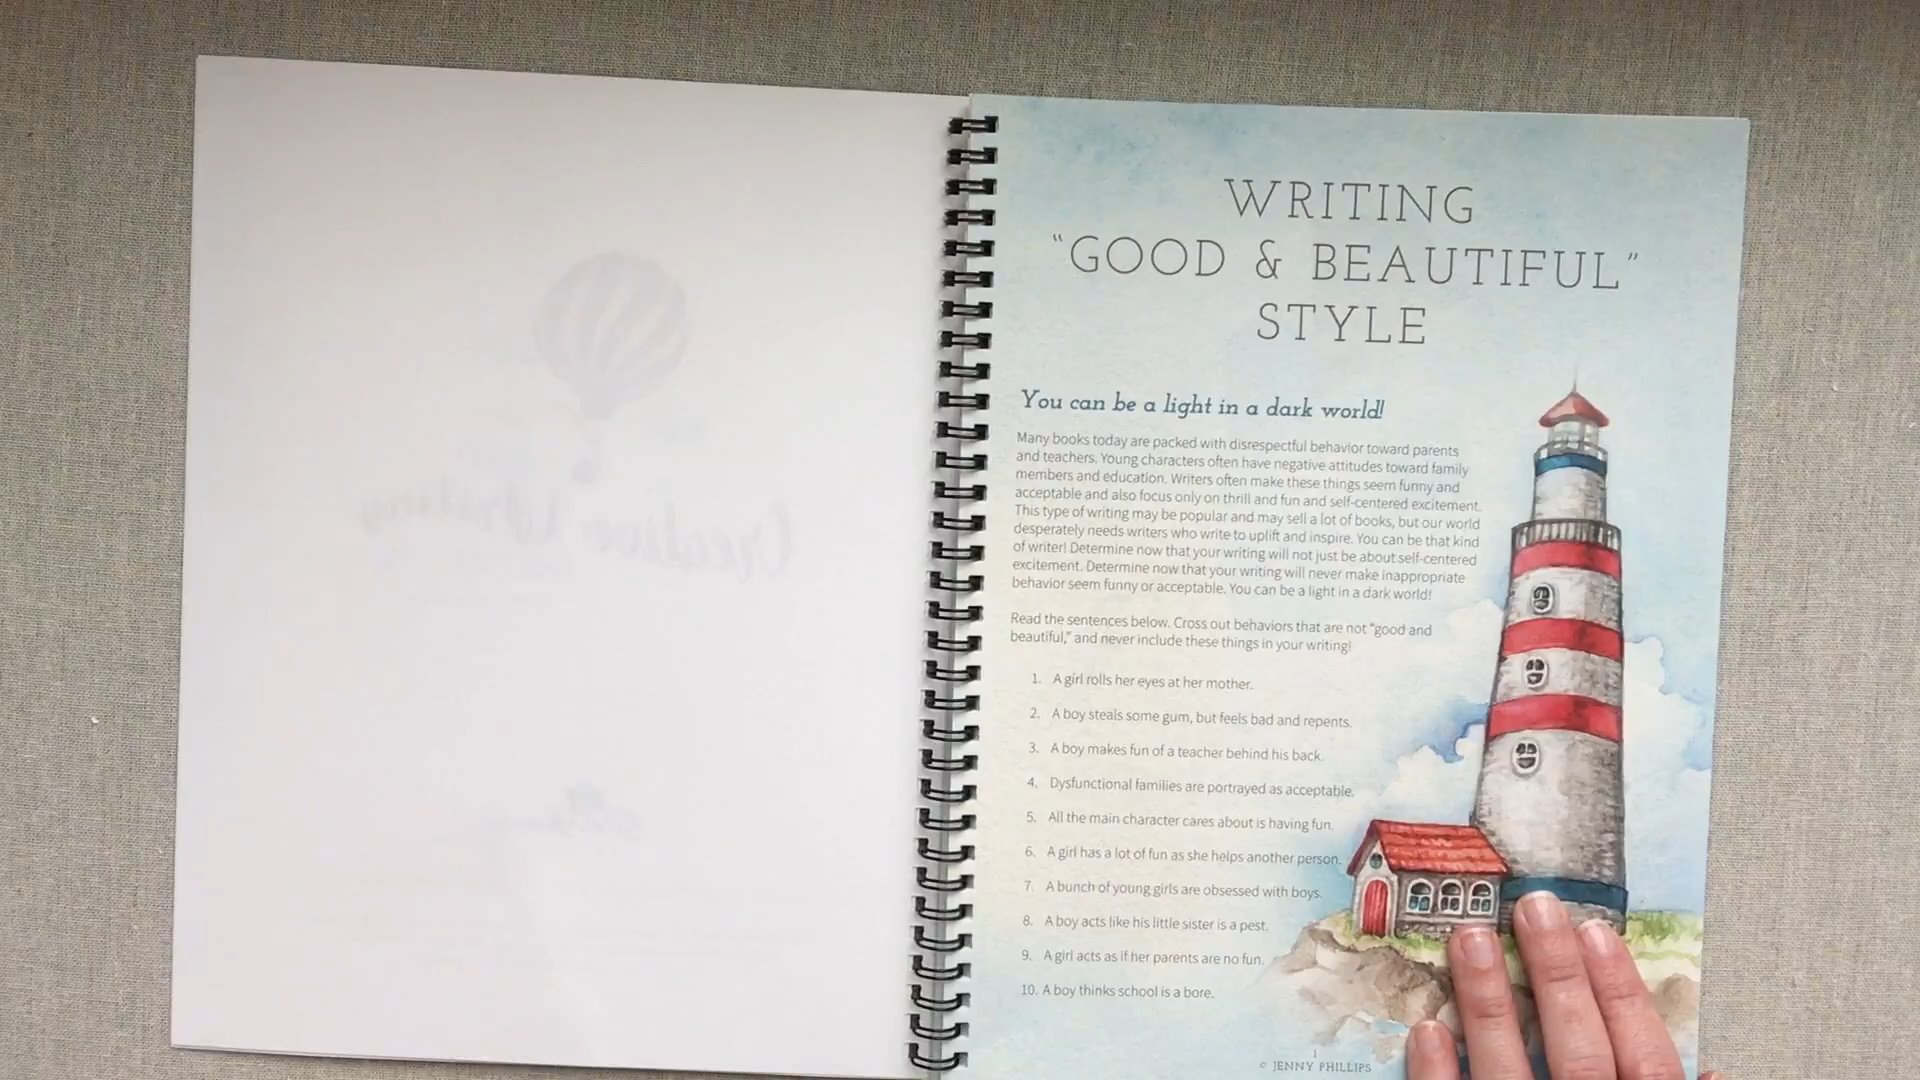 WRITING
“GOOD & BEAUTIFUL”
STYLE
You can be a light in a dark world!
Many books today are packed with disrespectful behavior toward parents
and teachers. Young characters often have negative attitudes toward family
members and education. Writers often make these things seem funny and
acceptable and also focus only on thrill and fun and self-centered excitement.
This type of writing may be popular and may sell a lot of books, but our world
desperately needs writers who write to uplift and inspire. You can be that kind
of writer! Determine now that your writing will not just be about self-centered
excitement. Determine now that your writing will never make inappropriate
behavior seem funny or acceptable. You can be a light in a dark world!
Read the sentences below. Cross out behaviors that are not “good and
beautiful,” and never include these things in your writing!
1. A girl rolls her eyes at her mother.
2. A boy steals some gum, but feels bad and repents.
3. A boy makes fun of a teacher behind his back.
4. Dysfunctional families are portrayed as acceptable.
5. All the main character cares about is having fun.
6. A girl has a lot of fun as she helps another person.
7. A bunch of young girls are obsessed with boys.
8. A boy acts like his little sister is a pest.
9. A girl acts as if her parents are no fun.
10. A boy thinks school is a bore.
1
© JENNY PHILLIPS
Creative Writing